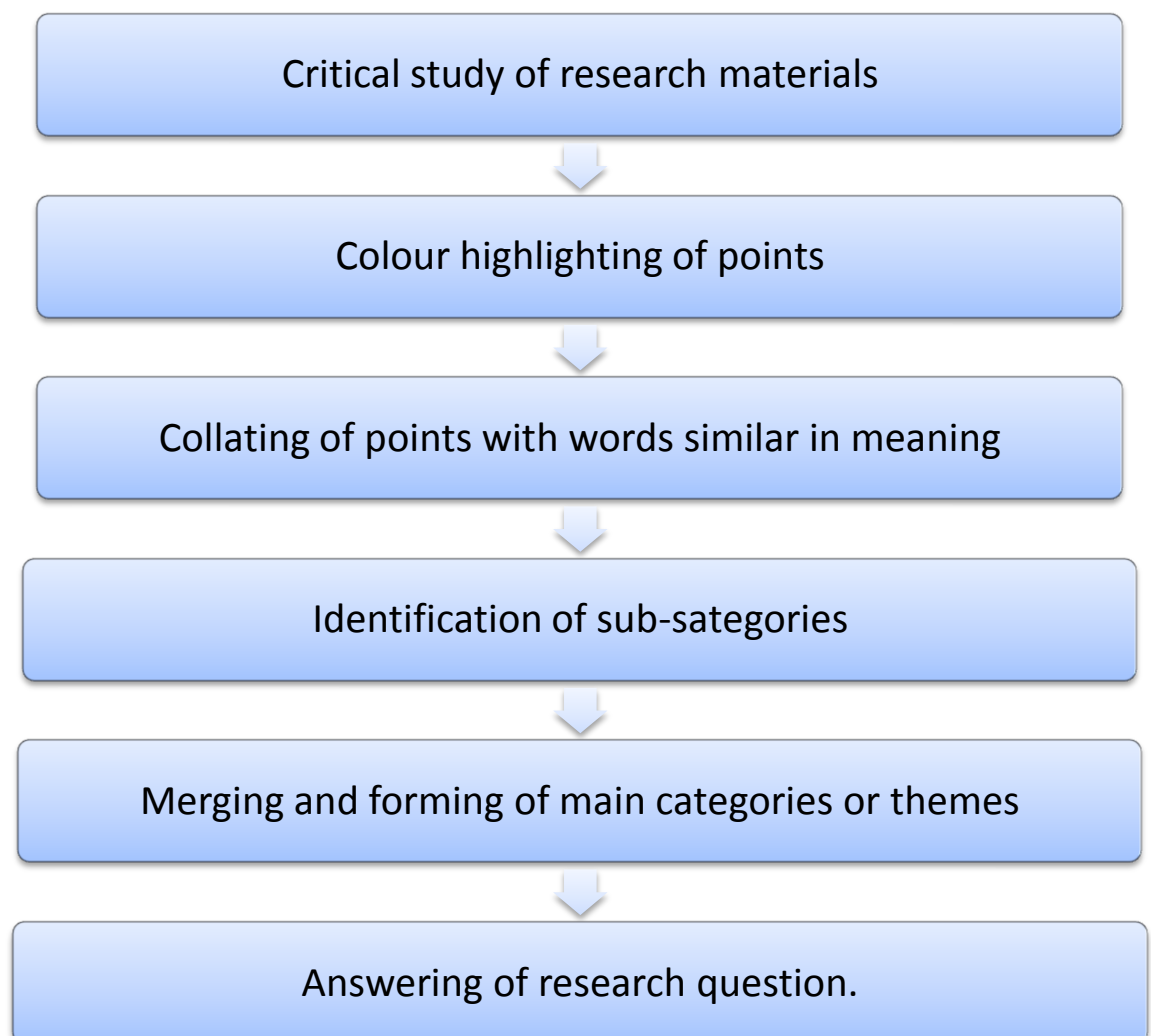 Critical study of research materials
Colour highlighting of points
Collating of points with words similar in meaning
Identification of sub-sategories
Merging and forming of main categories or themes
Answering of research question.